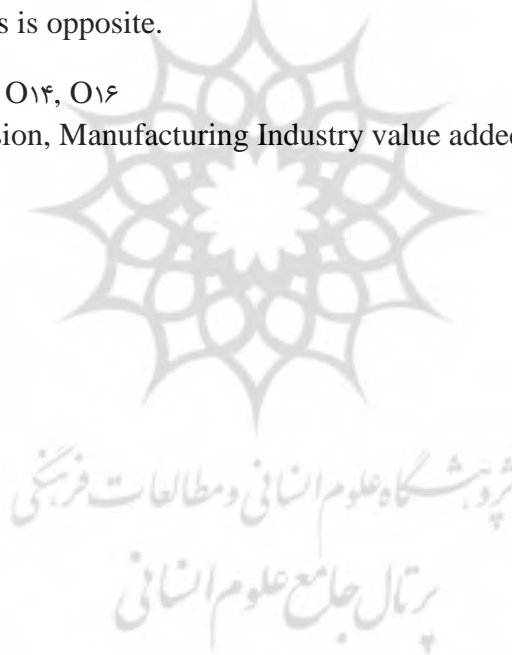 s is opposite.
O۱۴, O۱۶
sion, Manufacturing Industry value added
پژوهشگاه علوم انسانی و مطالعات فرهنگی
پرتال جامع علوم انسانی